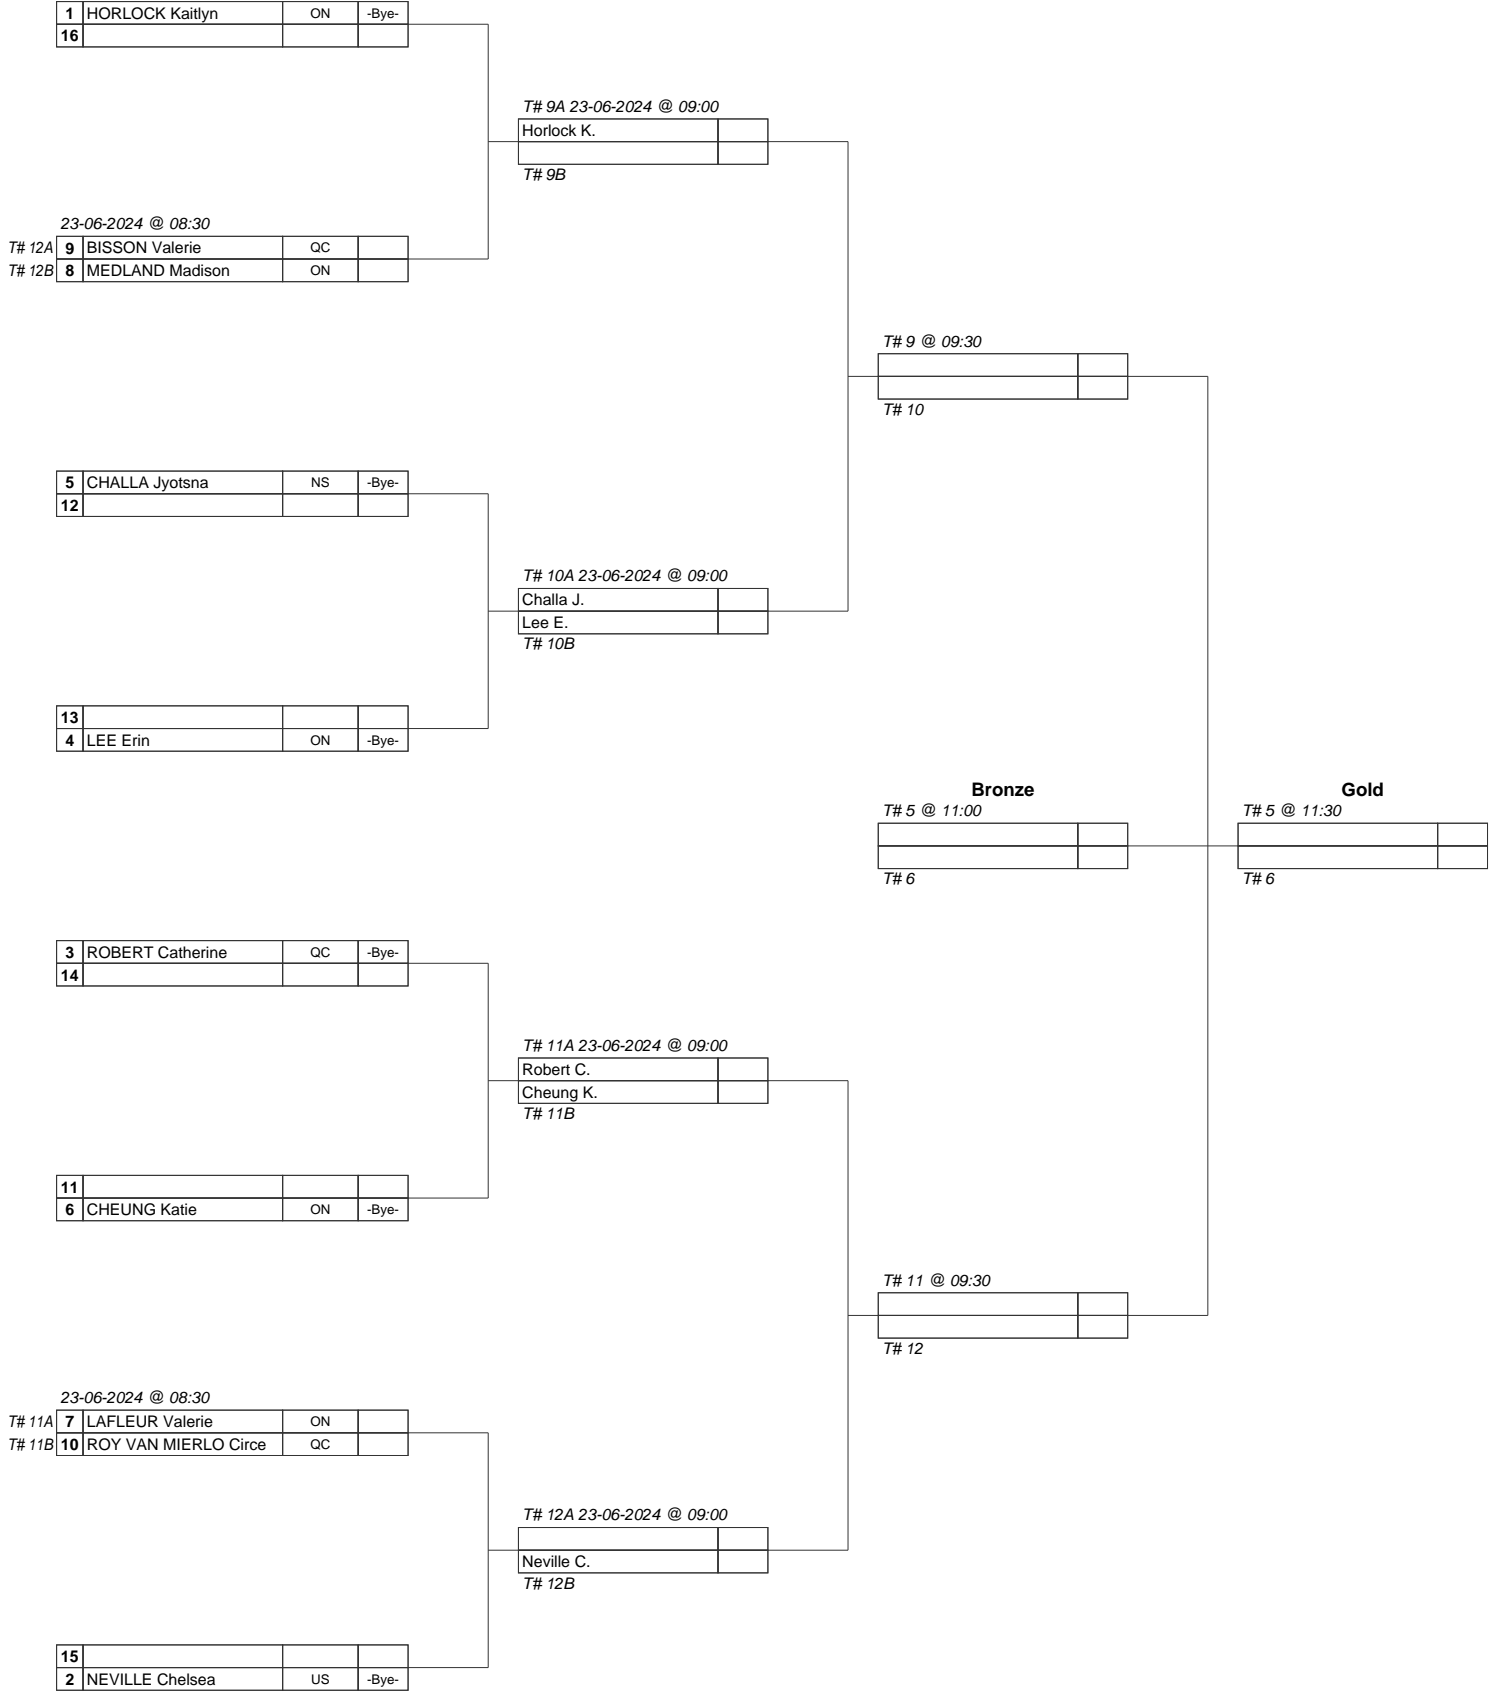 1 HORLOCK Kaitlyn ON -Bye-
16
T# 9A 23-06-2024 @ 09:00
Horlock K.
T# 9B
23-06-2024 @ 08:30
T# 12A 9 BISSON Valerie QC
T# 12B 8 MEDLAND Madison ON
T# 9 @ 09:30
T# 10
5 CHALLA Jyotsna NS -Bye-
12
T# 10A 23-06-2024 @ 09:00
Challa J.
Lee E.
T# 10B
13
4 LEE Erin ON -Bye-
Bronze Gold
T# 5 @ 11:00 T# 5 @ 11:30
T# 6 T# 6
3 ROBERT Catherine QC -Bye-
14
T# 11A 23-06-2024 @ 09:00
Robert C.
Cheung K.
T# 11B
11
6 CHEUNG Katie ON -Bye-
T# 11 @ 09:30
T# 12
23-06-2024 @ 08:30
T# 11A 7 LAFLEUR Valerie ON
T# 11B 10 ROY VAN MIERLO Circe QC
T# 12A 23-06-2024 @ 09:00
Neville C.
T# 12B
15
2 NEVILLE Chelsea US -Bye-